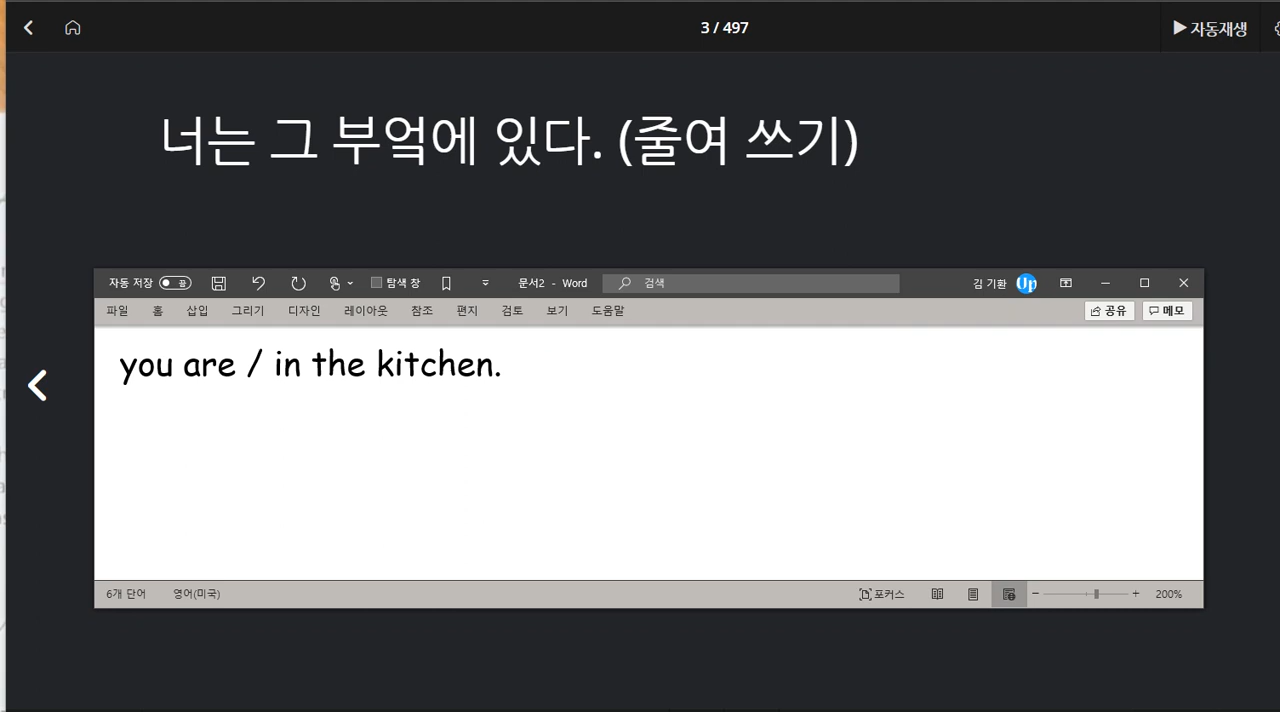 3 / 497
▶ 자동재생
너는 그 부엌에 있다. (줄여 쓰기)
자동 저장 끔 탐색 창 문서2 - Word 검색 김 기환 Up
파일 홈 삽입 그리기 디자인 레이아웃 참조 편지 검토 보기 도움말 공유 메모
you are / in the kitchen.
6개 단어 영어(미국) 포커스 - + 200%